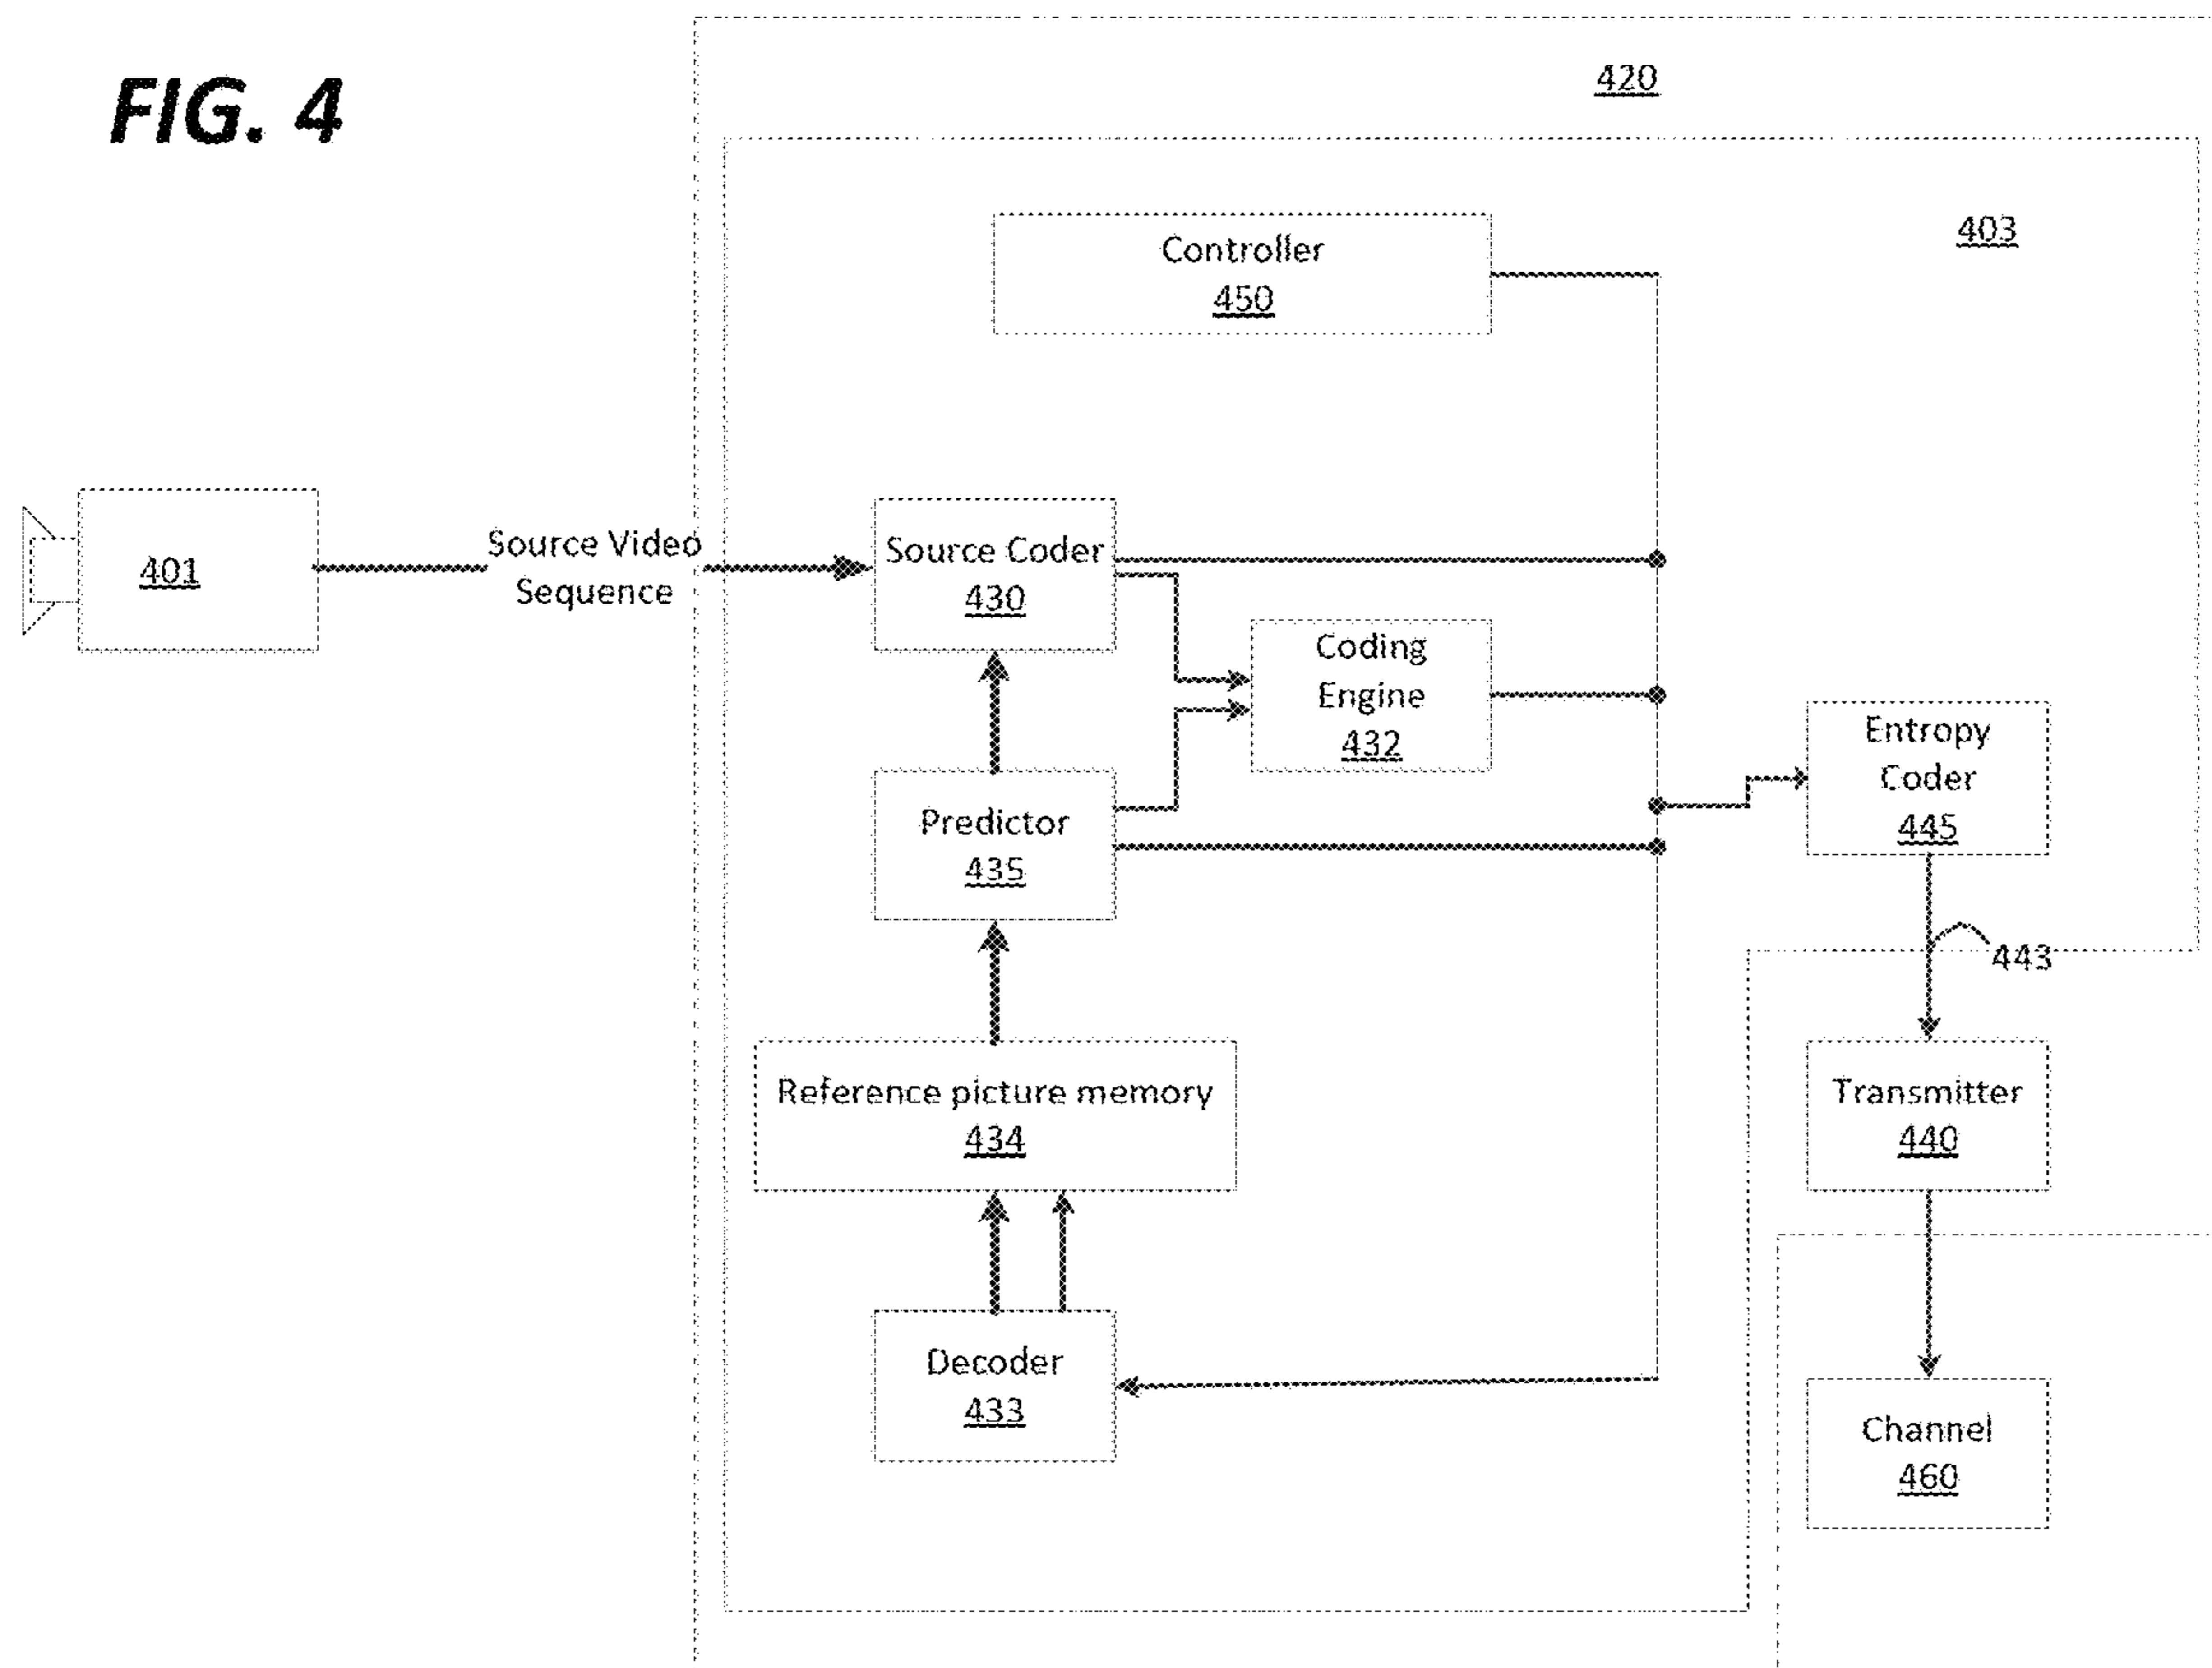 FIG. 4
420
403
Controller
450
401
Source Video
Sequence
Source Coder
430
Coding
Engine
432
Entropy
Coder
445
Predictor
435
443
Reference picture memory
434
Transmitter
440
Decoder
433
Channel
460